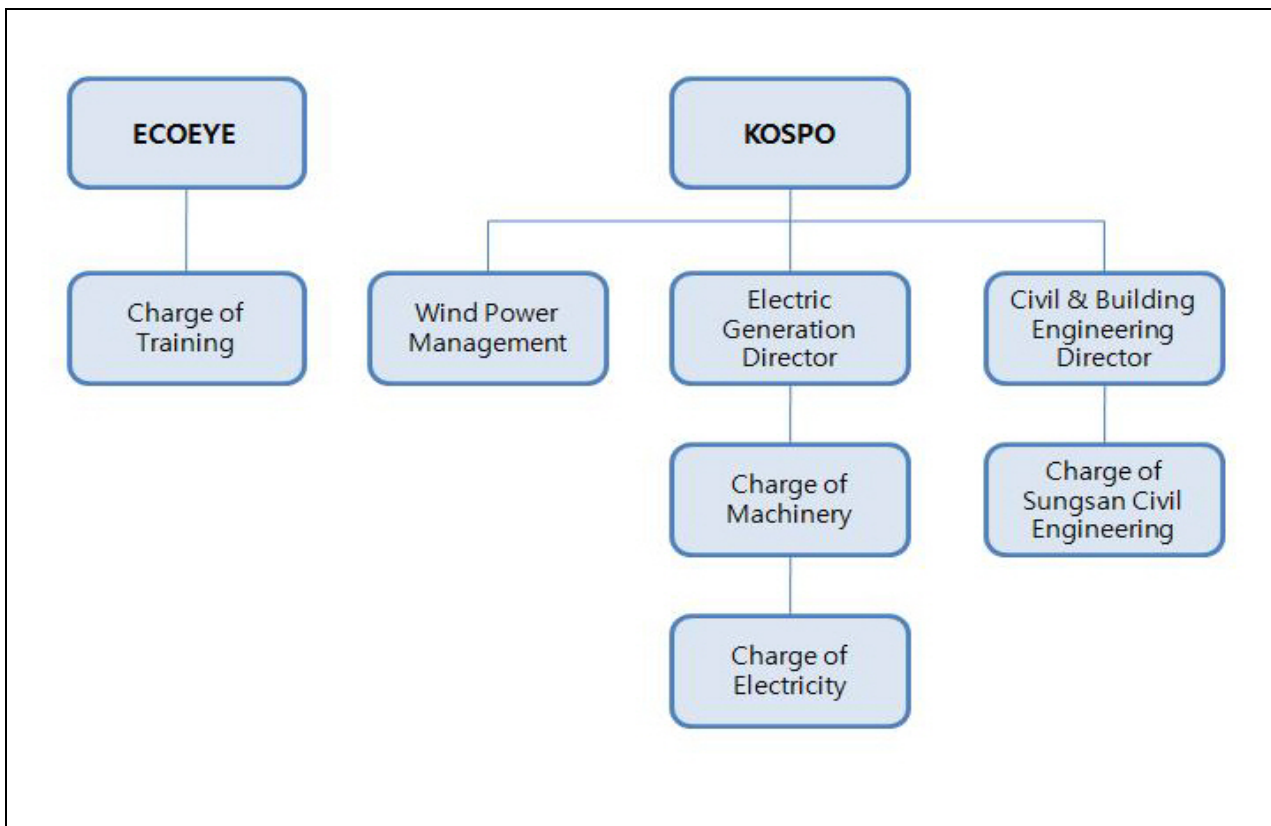 ECOEYE
KOSPO
Charge of
Training
Wind Power
Management
Electric
Generation
Director
Civil & Building
Engineering
Director
Charge of
Machinery
Charge of
Sungsan Civil
Engineering
Charge of
Electricity